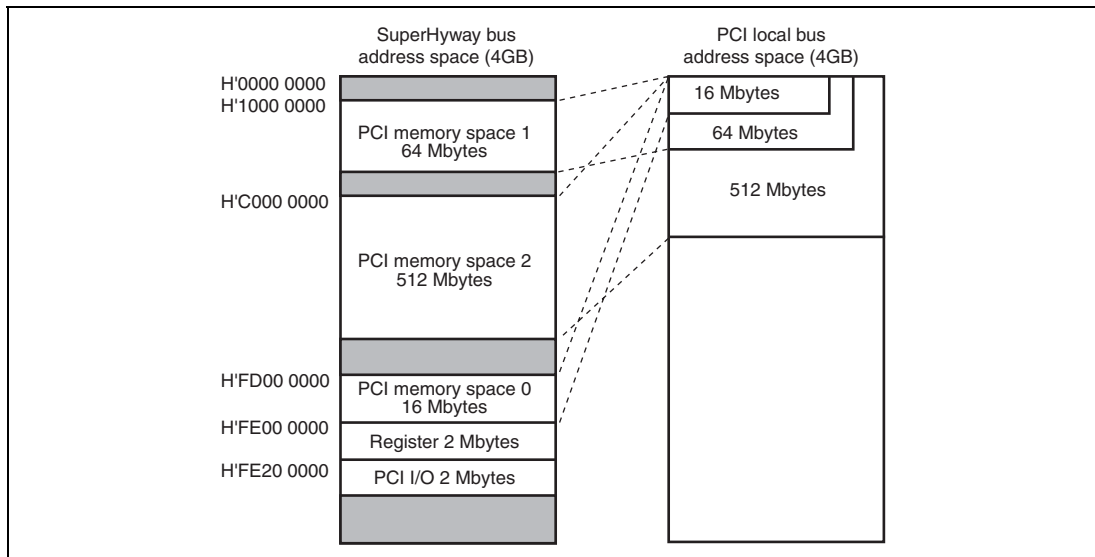 SuperHyway bus
address space (4GB)
PCI local bus
address space (4GB)
H'0000 0000
H'1000 0000
PCI memory space 1
64 Mbytes
H'C000 0000
PCI memory space 2
512 Mbytes
H'FD00 0000
PCI memory space 0
16 Mbytes
H'FE00 0000
Register 2 Mbytes
H'FE20 0000
PCI I/O 2 Mbytes
16 Mbytes
64 Mbytes
512 Mbytes